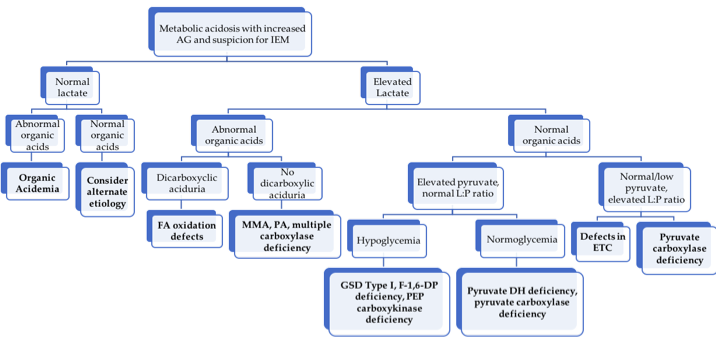 Metabolic acidosis with increased
AG and suspicion for IEM
Normal
lactate
Elevated
Lactate
Abnormal
organic
acids
Normal
organic
acids
Abnormal
organic acids
Normal
organic acids
Organic
Acidemia
Consider
alternate
etiology
Dicarboxyclic
aciduria
No
dicarboxylic
aciduria
Elevated pyruvate,
normal L:P ratio
Normal/low
pyruvate,
elevated L:P ratio
FA oxidation
defects
MMA, PA, multiple
carboxylase
deficiency
Hypoglycemia
Normoglycemia
Defects in
ETC
Pyruvate
carboxylase
deficiency
GSD Type I, F-1,6-DP
deficiency, PEP
carboxykinase
deficiency
Pyruvate DH deficiency,
pyruvate carboxylase
deficiency